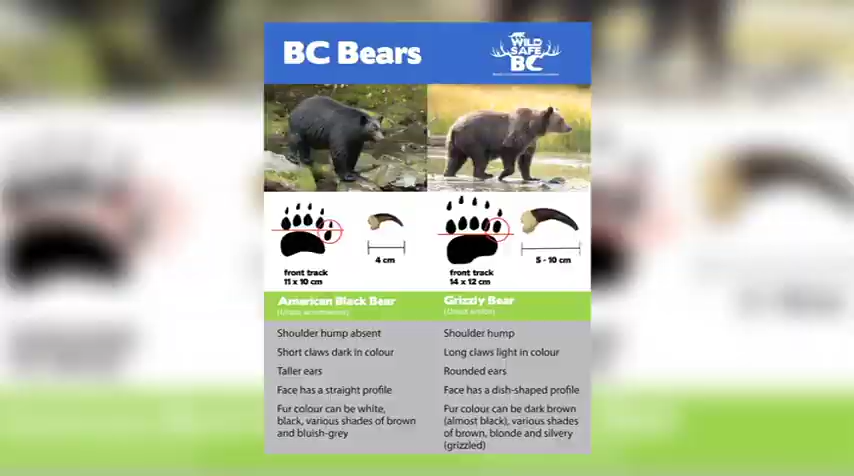 BC Bears
WILD
SAFE
BC
4 cm
5 - 10 cm
front track
11 x 10 cm
front track
14 x 12 cm
American Black Bear
Grizzly Bear
Shoulder hump absent
Short claws dark in colour
Taller ears
Face has a straight profile
Fur colour can be white,
black, various shades of brown
and bluish-grey
Shoulder hump
Long claws light in colour
Rounded ears
Face has a dish-shaped profile
Fur colour can be dark brown
(almost black), various shades
of brown, blonde and silvery
(grizzled)